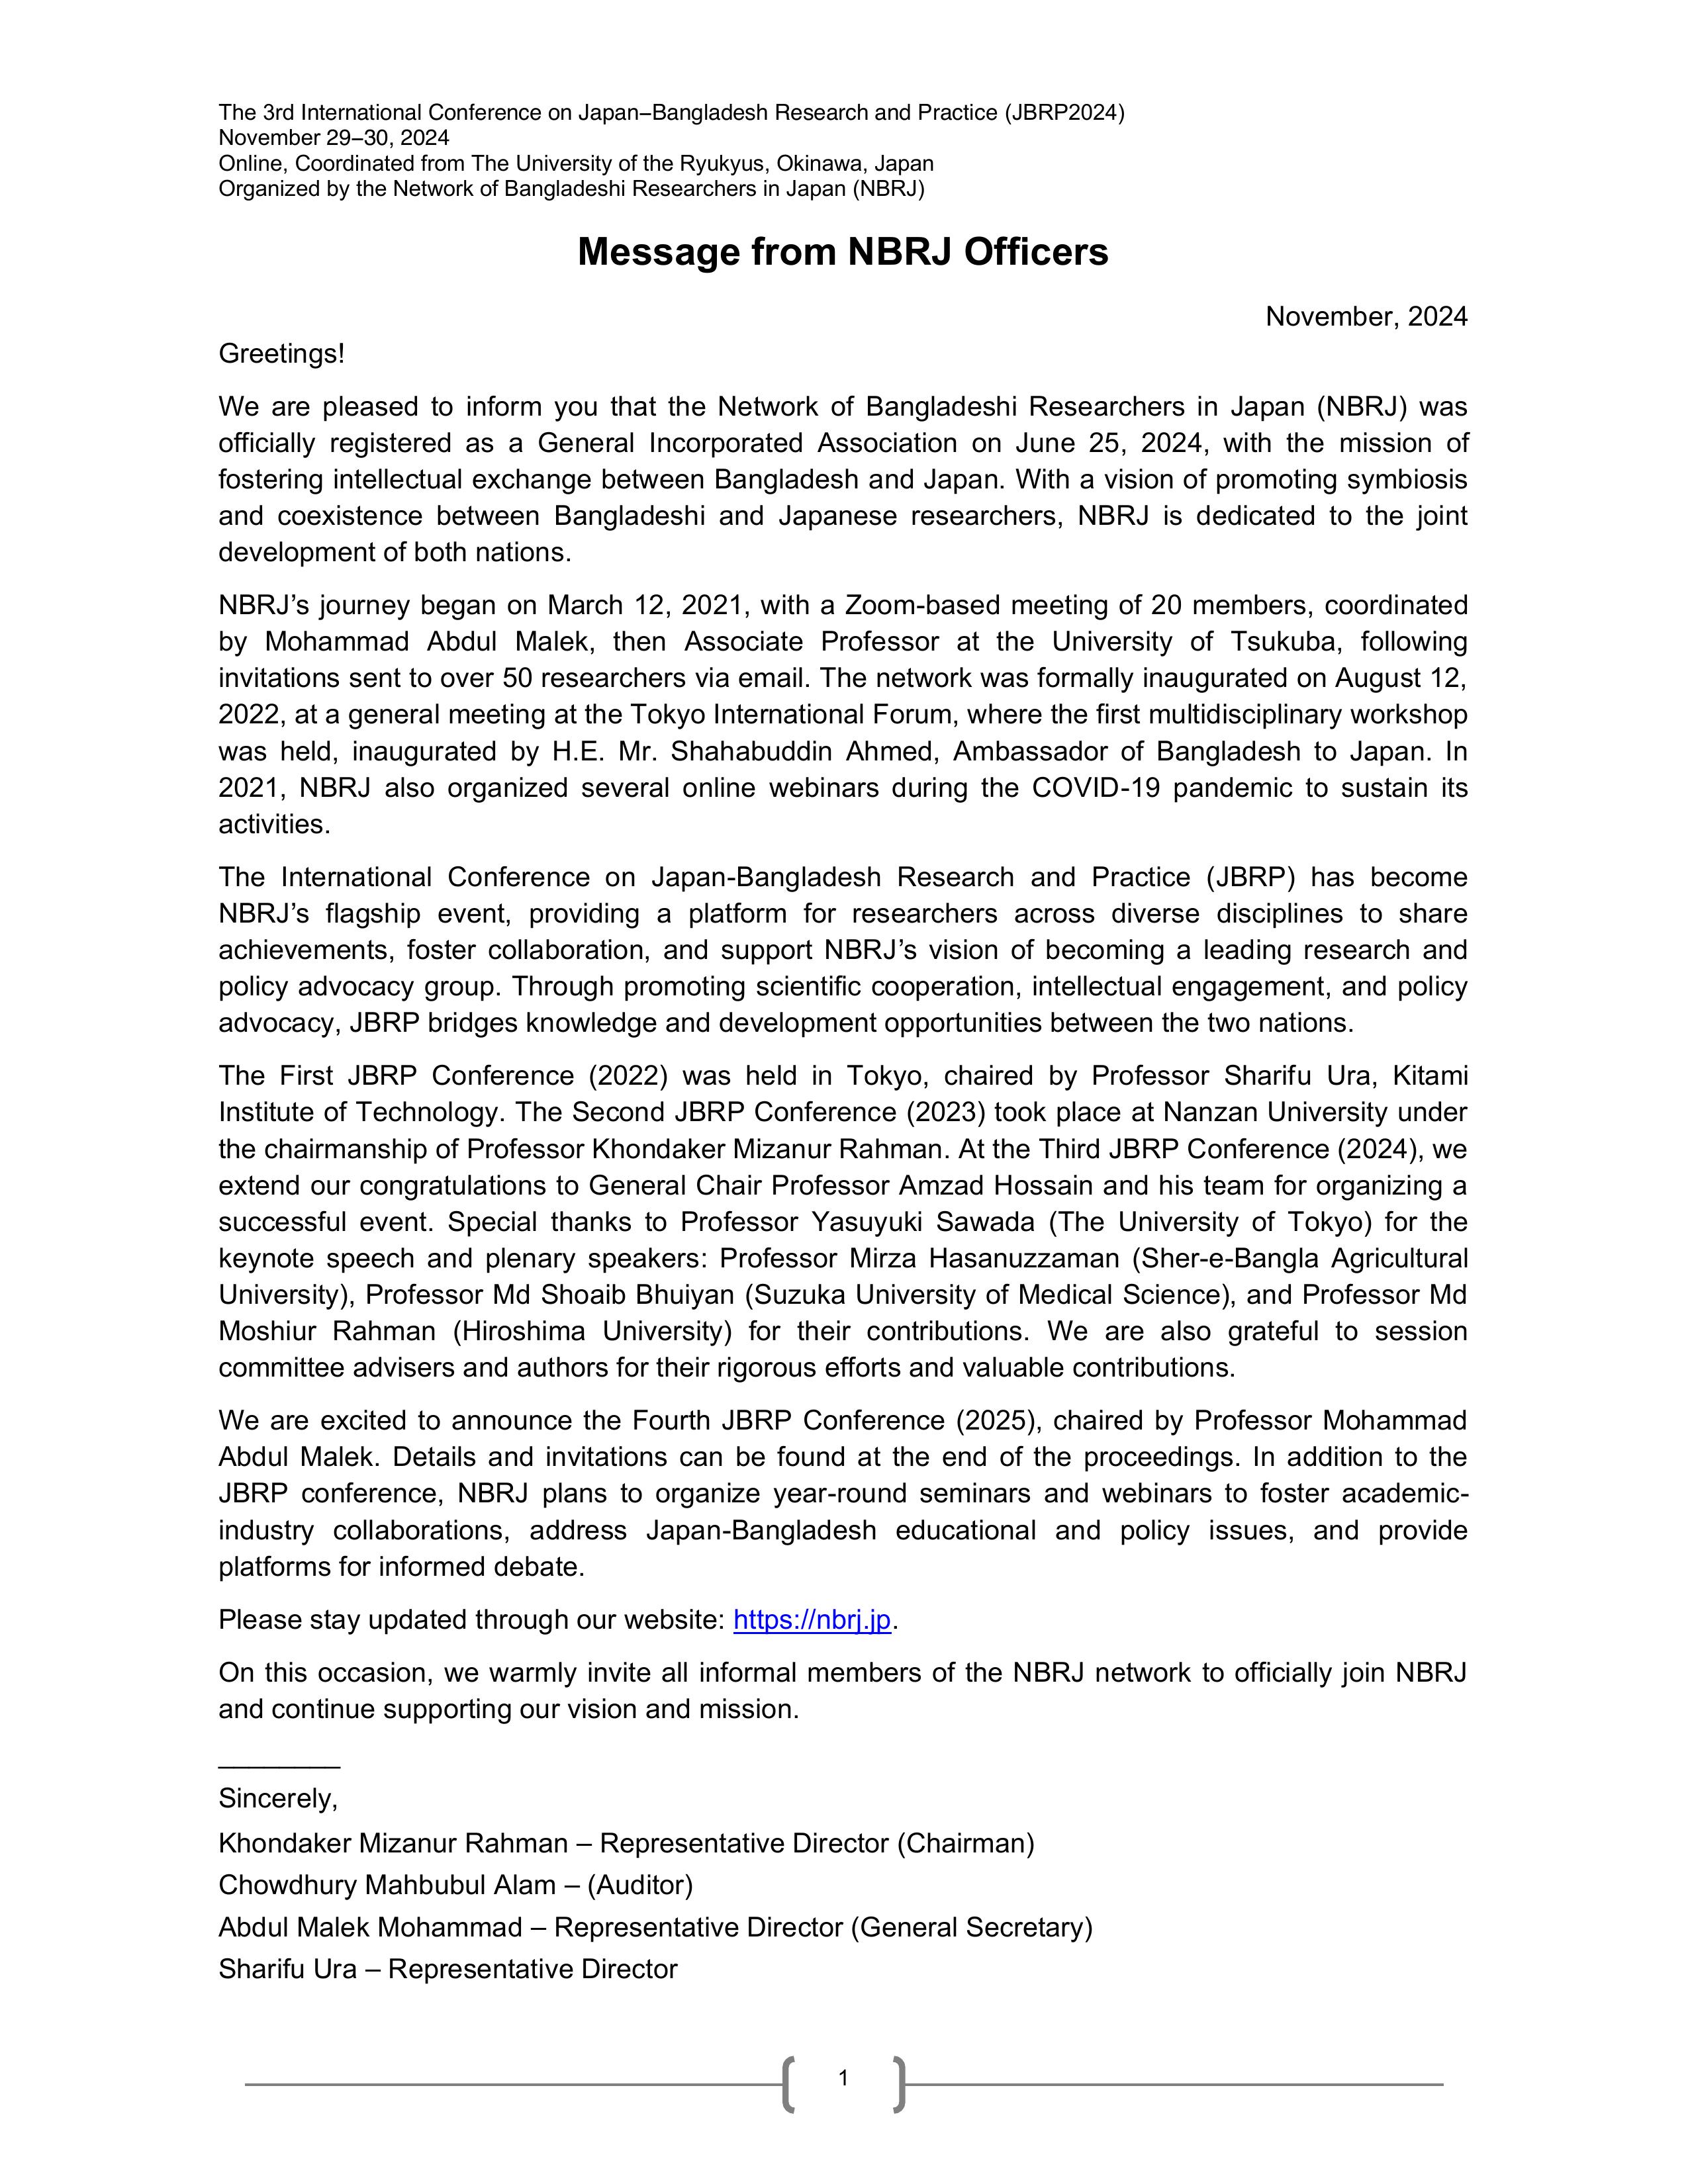 The 3rd International Conference on Japan–Bangladesh Research and Practice (JBRP2024)
November 29–30, 2024
Online, Coordinated from The University of the Ryukyus, Okinawa, Japan
Organized by the Network of Bangladeshi Researchers in Japan (NBRJ)
Message from NBRJ Officers
November, 2024
Greetings!
We are pleased to inform you that the Network of Bangladeshi Researchers in Japan (NBRJ) was
officially registered as a General Incorporated Association on June 25, 2024, with the mission of
fostering intellectual exchange between Bangladesh and Japan. With a vision of promoting symbiosis
and coexistence between Bangladeshi and Japanese researchers, NBRJ is dedicated to the joint
development of both nations.
NBRJ’s journey began on March 12, 2021, with a Zoom-based meeting of 20 members, coordinated
by Mohammad Abdul Malek, then Associate Professor at the University of Tsukuba, following
invitations sent to over 50 researchers via email. The network was formally inaugurated on August 12,
2022, at a general meeting at the Tokyo International Forum, where the first multidisciplinary workshop
was held, inaugurated by H.E. Mr. Shahabuddin Ahmed, Ambassador of Bangladesh to Japan. In
2021, NBRJ also organized several online webinars during the COVID-19 pandemic to sustain its
activities.
The International Conference on Japan-Bangladesh Research and Practice (JBRP) has become
NBRJ’s flagship event, providing a platform for researchers across diverse disciplines to share
achievements, foster collaboration, and support NBRJ’s vision of becoming a leading research and
policy advocacy group. Through promoting scientific cooperation, intellectual engagement, and policy
advocacy, JBRP bridges knowledge and development opportunities between the two nations.
The First JBRP Conference (2022) was held in Tokyo, chaired by Professor Sharifu Ura, Kitami
Institute of Technology. The Second JBRP Conference (2023) took place at Nanzan University under
the chairmanship of Professor Khondaker Mizanur Rahman. At the Third JBRP Conference (2024), we
extend our congratulations to General Chair Professor Amzad Hossain and his team for organizing a
successful event. Special thanks to Professor Yasuyuki Sawada (The University of Tokyo) for the
keynote speech and plenary speakers: Professor Mirza Hasanuzzaman (Sher-e-Bangla Agricultural
University), Professor Md Shoaib Bhuiyan (Suzuka University of Medical Science), and Professor Md
Moshiur Rahman (Hiroshima University) for their contributions. We are also grateful to session
committee advisers and authors for their rigorous efforts and valuable contributions.
We are excited to announce the Fourth JBRP Conference (2025), chaired by Professor Mohammad
Abdul Malek. Details and invitations can be found at the end of the proceedings. In addition to the
JBRP conference, NBRJ plans to organize year-round seminars and webinars to foster academic-
industry collaborations, address Japan-Bangladesh educational and policy issues, and provide
platforms for informed debate.
Please stay updated through our website: https://nbrj.jp.
On this occasion, we warmly invite all informal members of the NBRJ network to officially join NBRJ
and continue supporting our vision and mission.
________
Sincerely,
Khondaker Mizanur Rahman – Representative Director (Chairman)
Chowdhury Mahbubul Alam – (Auditor)
Abdul Malek Mohammad – Representative Director (General Secretary)
Sharifu Ura – Representative Director
1